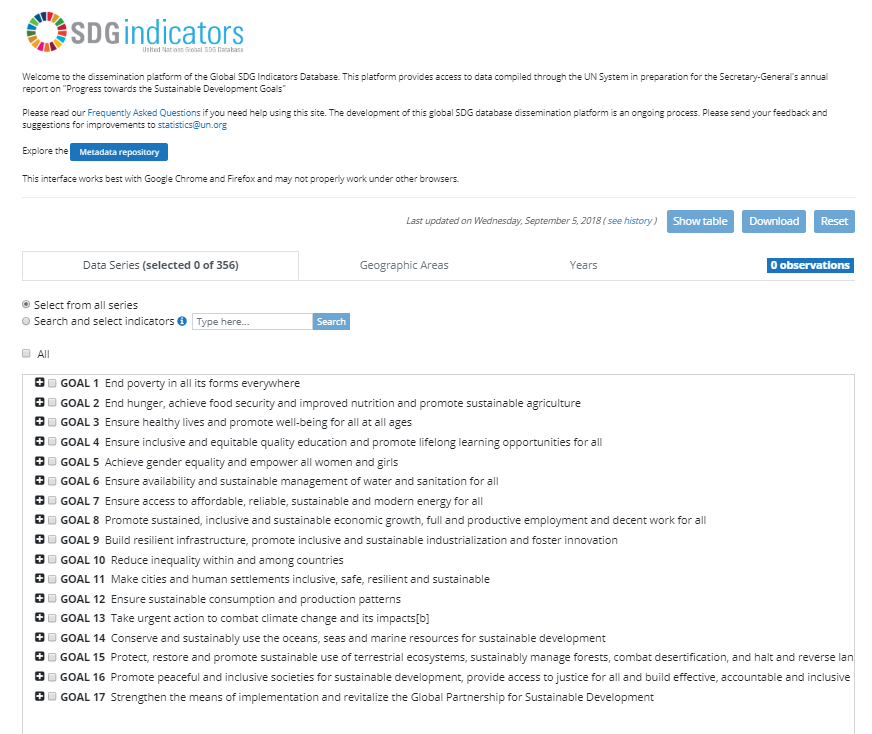 SDG indicators
United Nations Global SDG Database
Welcome to the dissemination platform of the Global SDG Indicators Database. This platform provides access to data compiled through the UN System in preparation for the Secretary-General's annual
report on "Progress towards the Sustainable Development Goals"
Please read our Frequently Asked Questions if you need help using this site. The development of this global SDG database dissemination platform is an ongoing process. Please send your feedback and
suggestions for improvements to statistics@un.org
Explore the Metadata repository
This interface works best with Google Chrome and Firefox and may not properly work under other browsers.
Last updated on Wednesday, September 5, 2018 ( see history ) Show table Download Reset
Data Series (selected 0 of 356) Geographic Areas Years 0 observations
Select from all series
Search and select indicators Type here... Search
All
GOAL 1 End poverty in all its forms everywhere
GOAL 2 End hunger, achieve food security and improved nutrition and promote sustainable agriculture
GOAL 3 Ensure healthy lives and promote well-being for all at all ages
GOAL 4 Ensure inclusive and equitable quality education and promote lifelong learning opportunities for all
GOAL 5 Achieve gender equality and empower all women and girls
GOAL 6 Ensure availability and sustainable management of water and sanitation for all
GOAL 7 Ensure access to affordable, reliable, sustainable and modern energy for all
GOAL 8 Promote sustained, inclusive and sustainable economic growth, full and productive employment and decent work for all
GOAL 9 Build resilient infrastructure, promote inclusive and sustainable industrialization and foster innovation
GOAL 10 Reduce inequality within and among countries
GOAL 11 Make cities and human settlements inclusive, safe, resilient and sustainable
GOAL 12 Ensure sustainable consumption and production patterns
GOAL 13 Take urgent action to combat climate change and its impacts[b]
GOAL 14 Conserve and sustainably use the oceans, seas and marine resources for sustainable development
GOAL 15 Protect, restore and promote sustainable use of terrestrial ecosystems, sustainably manage forests, combat desertification, and halt and reverse lan
GOAL 16 Promote peaceful and inclusive societies for sustainable development, provide access to justice for all and build effective, accountable and inclusive
GOAL 17 Strengthen the means of implementation and revitalize the Global Partnership for Sustainable Development